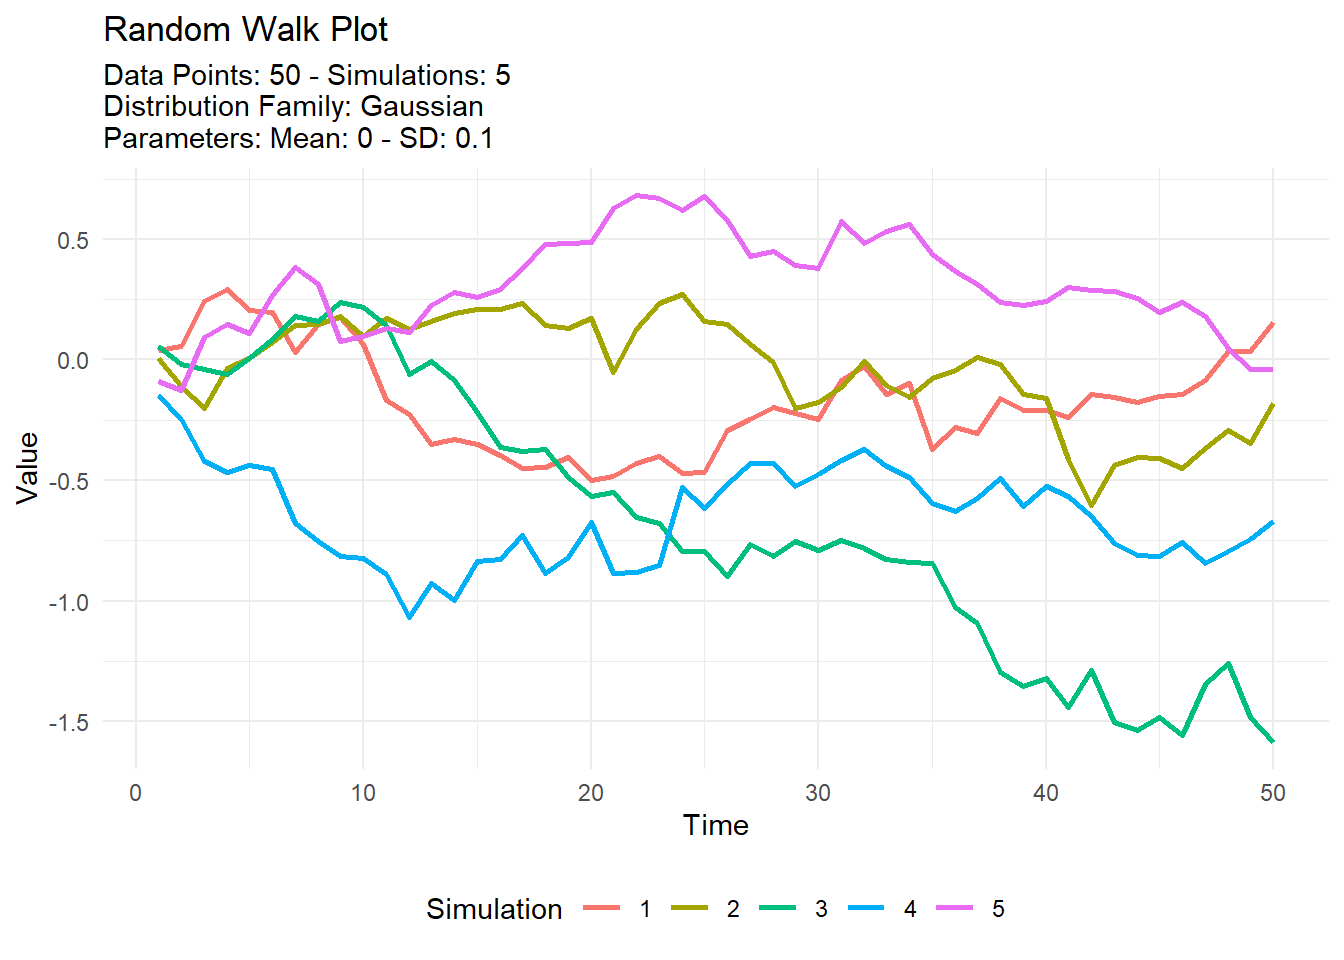 Random Walk Plot
Data Points: 50 - Simulations: 5
Distribution Family: Gaussian
Parameters: Mean: 0 - SD: 0.1
Value
0.5
0.0
-0.5
-1.0
-1.5
0 10 20 30 40 50
Time
Simulation 1 2 3 4 5